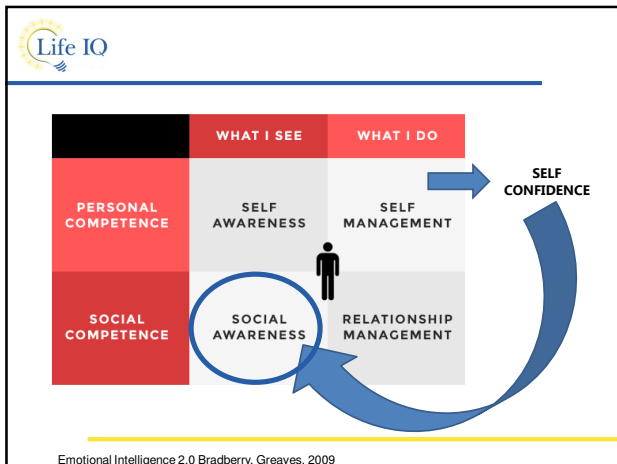 Life IQ
WHAT I SEE
WHAT I DO
PERSONAL
COMPETENCE
SELF
AWARENESS
SELF
MANAGEMENT
SELF
CONFIDENCE
SOCIAL
COMPETENCE
SOCIAL
AWARENESS
RELATIONSHIP
MANAGEMENT
Emotional Intelligence 2.0 Bradberry, Greaves, 2009